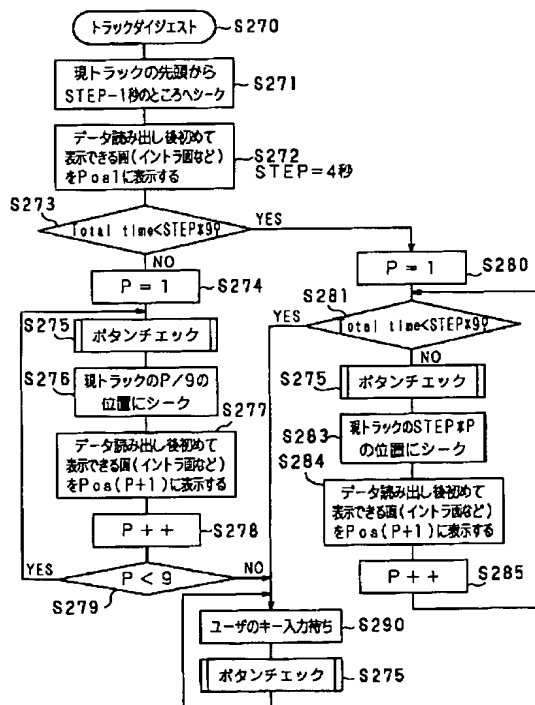 トラックダイジェスト
S270
現トラックの先頭から
STEP-1秒のところへシーク
S271
データ読み出し後初めて
表示できる画(イントラ画など)
をPos1に表示する
S272
STEP=4秒
S273
Total time<STEP*9?
YES
NO
P=1
S274
S275
ボタンチェック
S276
現トラックのP/9の
位置にシーク
S277
データ読み出し後初めて
表示できる画(イントラ画など)
をPos(P+1)に表示する
P++
S278
YES
P<9
NO
S279
P=1
S280
S281
YES
Total time<STEP*9?
NO
S275
ボタンチェック
S283
現トラックのSTEP*P
の位置にシーク
S284
データ読み出し後初めて
表示できる画(イントラ画など)
をPos(P+1)に表示する
P++
S285
ユーザのキー入力待ち
S290
ボタンチェック
S275